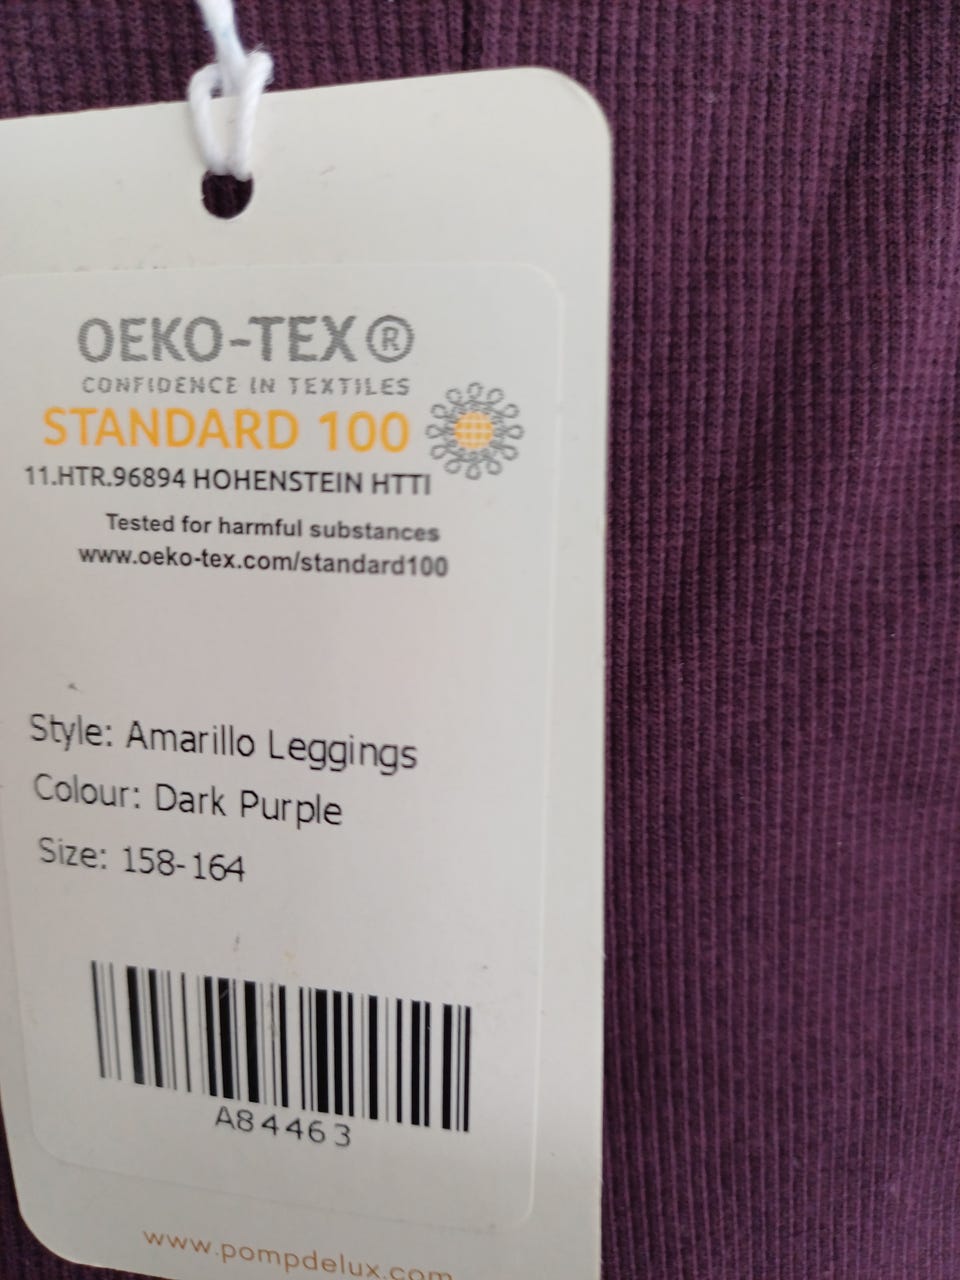 OEKO-TEX®
CONFIDENCE IN TEXTILES
STANDARD 100
11.HTR.96894 HOHENSTEIN HTTI
Tested for harmful substances
www.oeko-tex.com/standard100
Style: Amarillo Leggings
Colour: Dark Purple
Size: 158-164
A84463
www.pompdelux.com